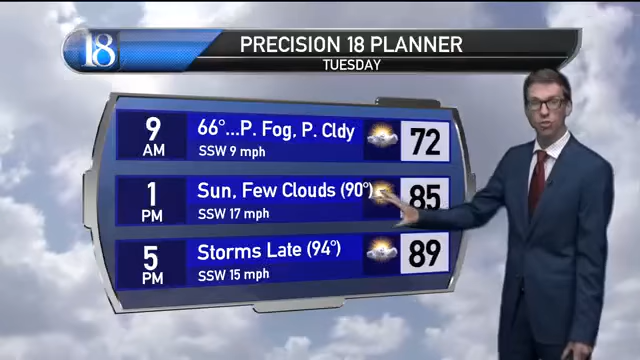 18
PRECISION 18 PLANNER
TUESDAY
9 AM
66°...P. Fog, P. Cldy
SSW 9 mph
72
1 PM
Sun, Few Clouds (90°)
SSW 17 mph
85
5 PM
Storms Late (94°)
SSW 15 mph
89